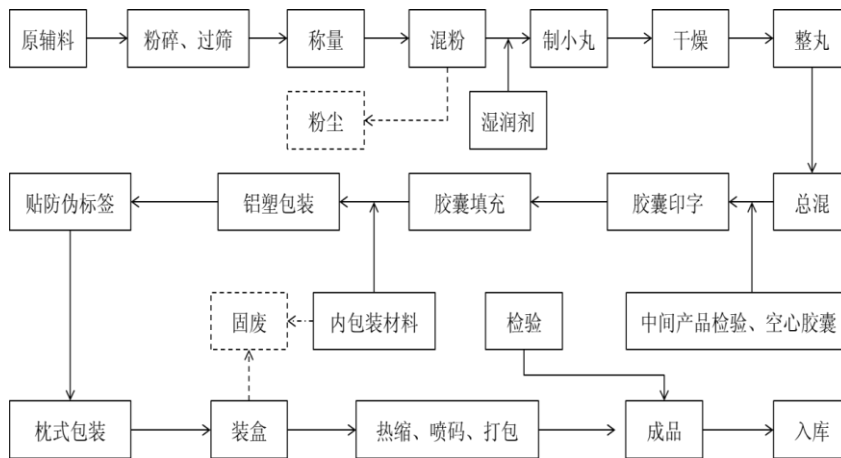 原辅料
粉碎、过筛
称量
混粉
制小丸
干燥
整丸
粉尘
湿润剂
贴防伪标签
铝塑包装
胶囊填充
胶囊印字
总混
固废
内包装材料
检验
中间产品检验、空心胶囊
枕式包装
装盒
热缩、喷码、打包
成品
入库